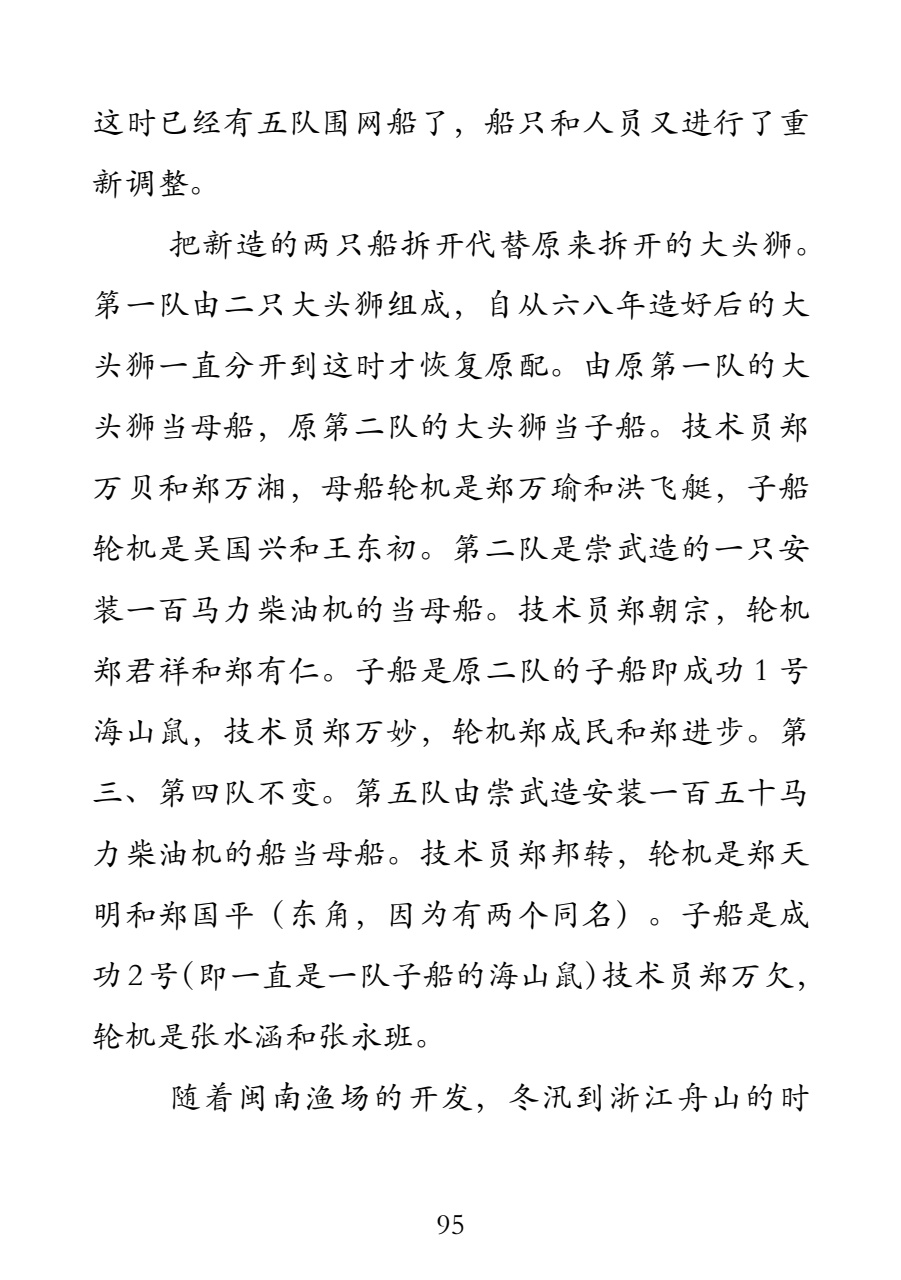 这时已经有五队围网船了，船只和人员又进行了重
新调整。
把新造的两只船拆开代替原来拆开的大头狮。
第一队由二只大头狮组成，自从六八年造好后的大
头狮一直分开到这时才恢复原配。由原第一队的大
头狮当母船，原第二队的大头狮当子船。技术员郑
万贝和郑万湘，母船轮机是郑万瑜和洪飞艇，子船
轮机是吴国兴和王东初。第二队是崇武造的一只安
装一百马力柴油机的当母船。技术员郑朝宗，轮机
郑君祥和郑有仁。子船是原二队的子船即成功 1 号
海山鼠，技术员郑万妙，轮机郑成民和郑进步。第
三、第四队不变。第五队由崇武造安装一百五十马
力柴油机的船当母船。技术员郑邦转，轮机是郑天
明和郑国平（东角，因为有两个同名）。子船是成
功 2 号(即一直是一队子船的海山鼠)技术员郑万欠，
轮机是张水涵和张永班。
随着闽南渔场的开发，冬汛到浙江舟山的时
95